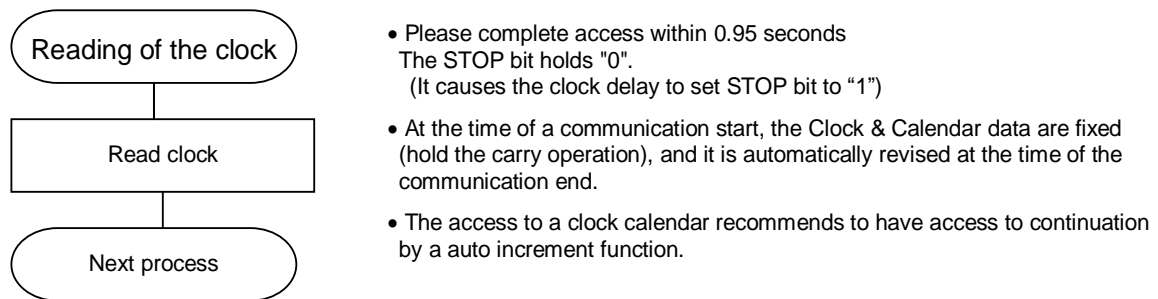 Reading of the clock
Read clock
Next process
• Please complete access within 0.95 seconds
The STOP bit holds "0".
(It causes the clock delay to set STOP bit to “1”)
• At the time of a communication start, the Clock & Calendar data are fixed
(hold the carry operation), and it is automatically revised at the time of the
communication end.
• The access to a clock calendar recommends to have access to continuation
by a auto increment function.